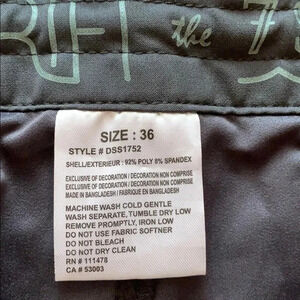 the
SIZE : 36
STYLE # DSS1752
SHELL/EXTERIEUR : 92% POLY 8% SPANDEX
EXCLUSIVE OF DECORATION / DECORATION NON COMPRISE
EXCLUSIVE OF DECORATION / DECORATION NON COMPRISE
MADE IN BANGLADESH / FABRIQUÉ EN BANGLADESH
MACHINE WASH COLD GENTLE
WASH SEPARATE, TUMBLE DRY LOW
REMOVE PROMPTLY, IRON LOW
DO NOT USE FABRIC SOFTNER
DO NOT BLEACH
DO NOT DRY CLEAN
RN # 111478
CA # 53003